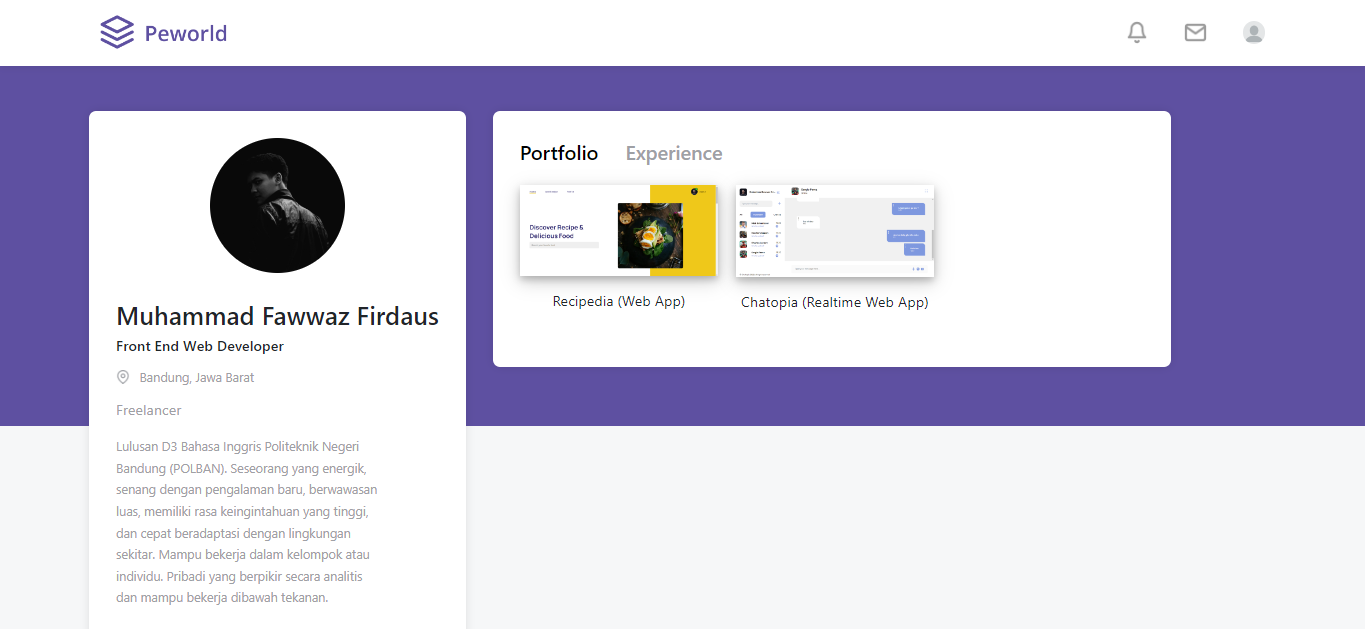 Peworld
Muhammad Fawwaz Firdaus
Front End Web Developer
Bandung, Jawa Barat
Freelancer
Lulusan D3 Bahasa Inggris Politeknik Negeri
Bandung (POLBAN). Seseorang yang energik,
senang dengan pengalaman baru, berwawasan
luas, memiliki rasa keingintahuan yang tinggi,
dan cepat beradaptasi dengan lingkungan
sekitar. Mampu bekerja dalam kelompok atau
individu. Pribadi yang berpikir secara analitis
dan mampu bekerja dibawah tekanan.
Portfolio Experience
Discover Recipe &
Delicious Food
Recipedia (Web App)
Chatopia (Realtime Web App)